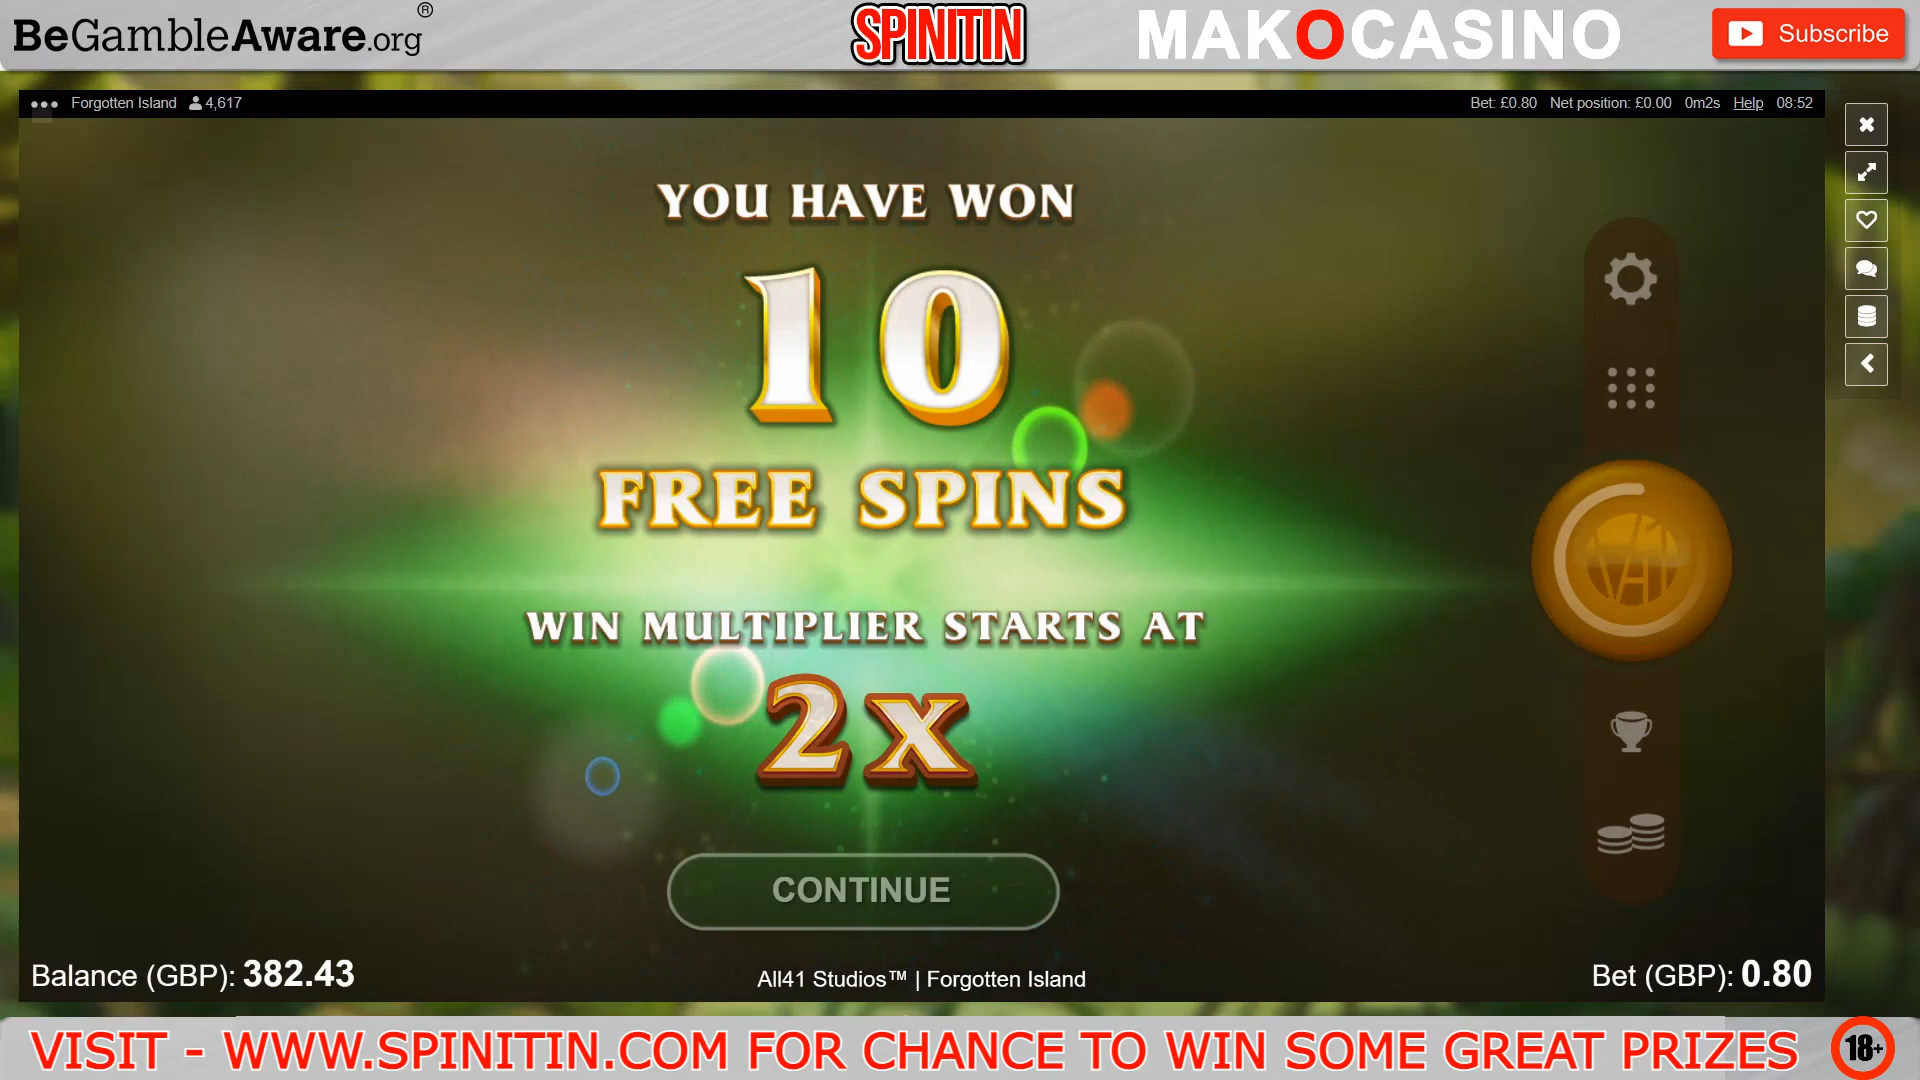 BeGambleAware.org®
SPINITIN
MAKOCASINO
Subscribe
Forgotten Island 4,617
Bet: £0.80 Net position: £0.00 0m2s Help 08:52
YOU HAVE WON
10
FREE SPINS
WIN MULTIPLIER STARTS AT
2x
CONTINUE
Balance (GBP): 382.43
All41 Studios™ | Forgotten Island
Bet (GBP): 0.80
VISIT - WWW.SPINITIN.COM FOR CHANCE TO WIN SOME GREAT PRIZES
18+